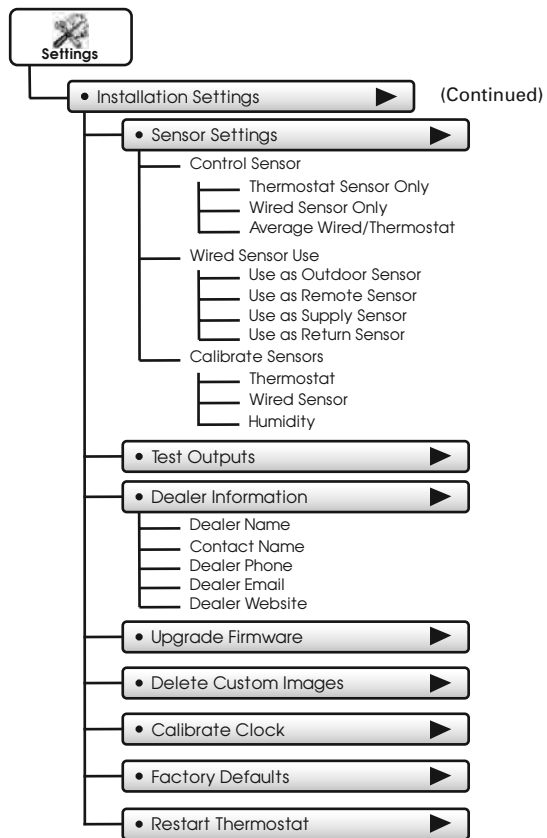 Settings
• Installation Settings (Continued)
• Sensor Settings
Control Sensor
Thermostat Sensor Only
Wired Sensor Only
Average Wired/Thermostat
Wired Sensor Use
Use as Outdoor Sensor
Use as Remote Sensor
Use as Supply Sensor
Use as Return Sensor
Calibrate Sensors
Thermostat
Wired Sensor
Humidity
• Test Outputs
• Dealer Information
Dealer Name
Contact Name
Dealer Phone
Dealer Email
Dealer Website
• Upgrade Firmware
• Delete Custom Images
• Calibrate Clock
• Factory Defaults
• Restart Thermostat